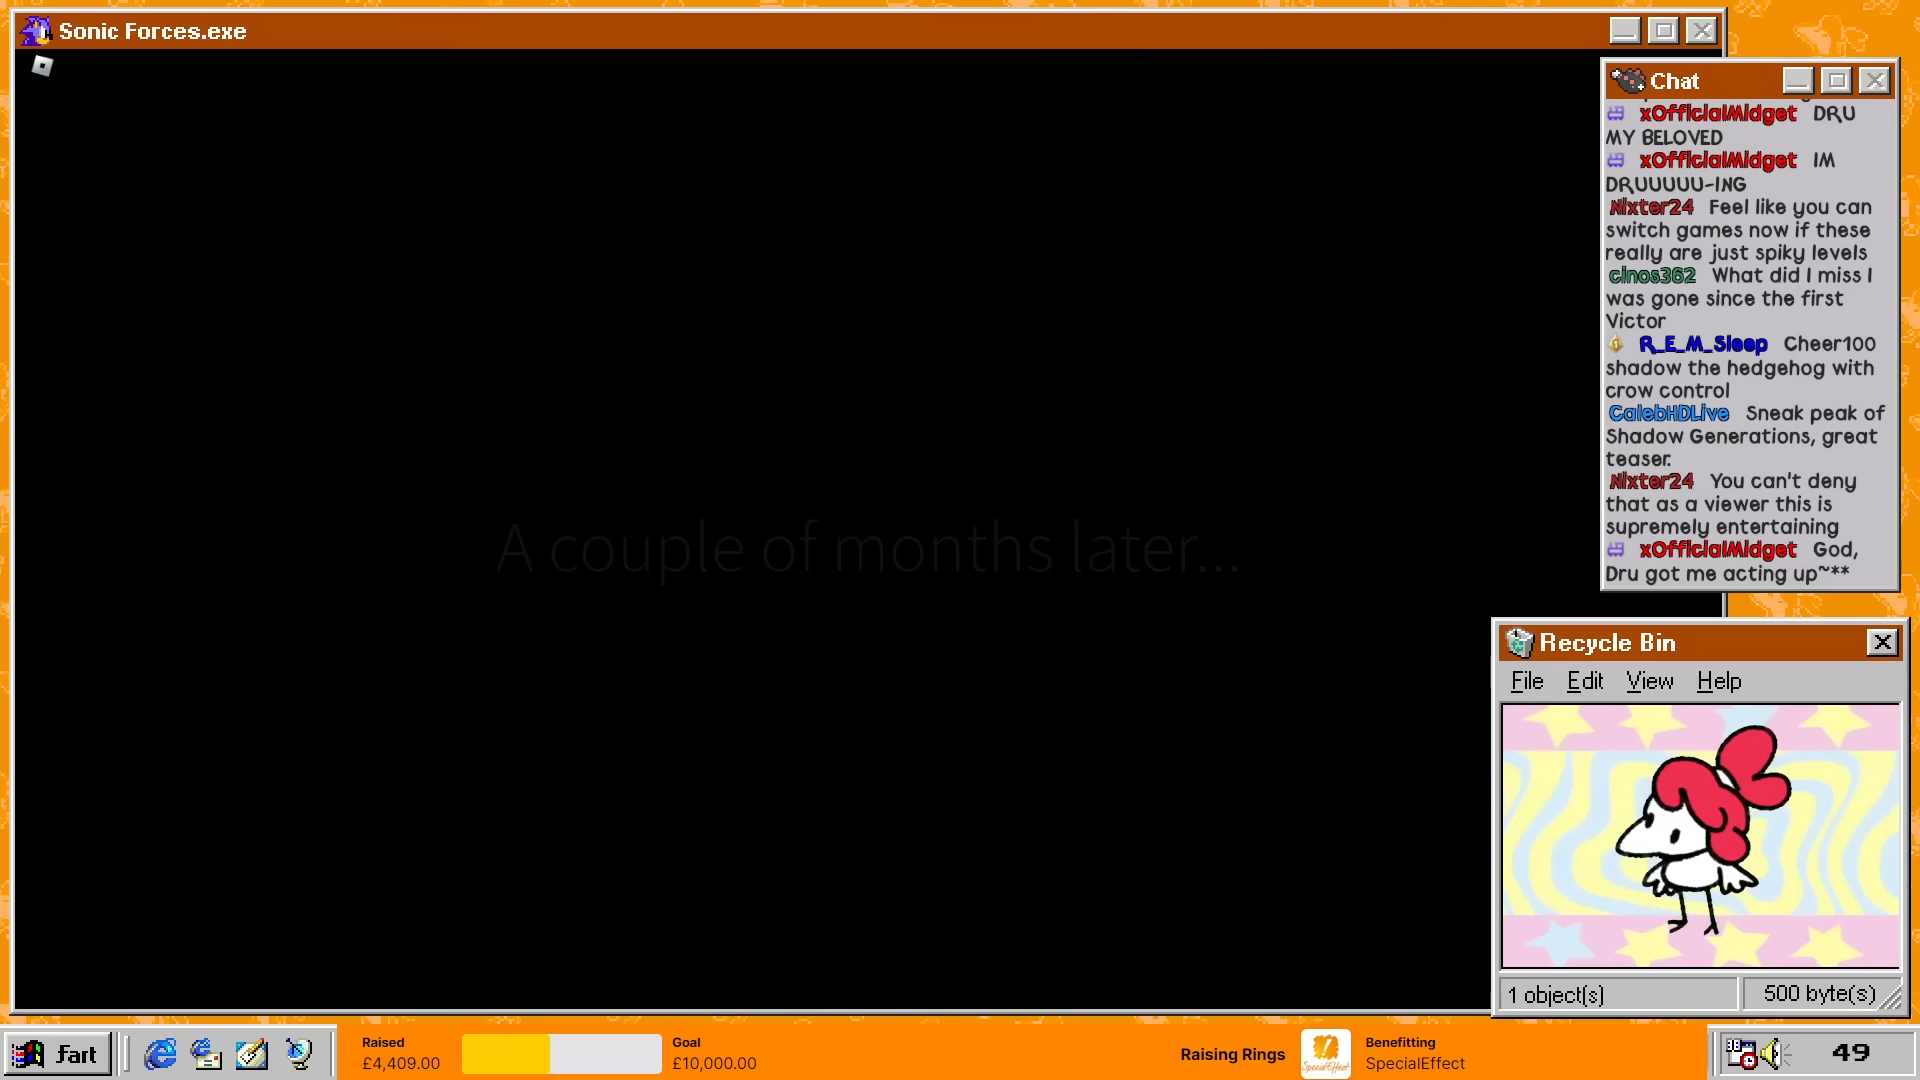 Sonic Forces.exe
Chat
xOfficialMidget DRU
MY BELOVED
xOfficialMidget IM
DRUUUUU-ING
Nixter24 Feel like you can
switch games now if these
really are just spiky levels
cinos362 What did I miss I
was gone since the first
Victor
R_E_M_Sleep Cheer100
shadow the hedgehog with
crow control
CalebHDLive Sneak peak of
Shadow Generations, great
teaser.
Nixter24 You can't deny
that as a viewer this is
supremely entertaining
xOfficialMidget God,
Dru got me acting up~**
A couple of months later...
Recycle Bin
File Edit View Help
1 object(s)
500 byte(s)
Fart
Raised
£4,409.00
Goal
£10,000.00
Raising Rings
SpecialEffect
Benefitting
SpecialEffect
49